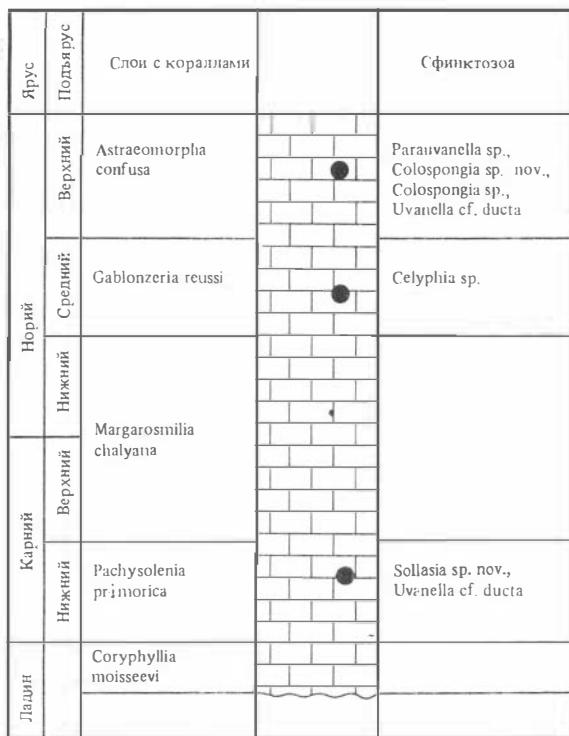 Ярус
Подъярус
Слои с кораллами
Сфинктозоа
Норий
Верхний
Astraeomorpha
confusa
Parauvanella sp.,
Colospongia sp. nov.,
Colospongia sp.,
Uvanella cf. ducta
Средний
Gablonzeria reussi
Celyphia sp.
Нижний
Margarosmilia
chalyana
Карний
Верхний
Нижний
Pachysolenia
primorica
Sollasia sp. nov.,
Uvanella cf. ducta
Ладин
Coryphyllia
moisseevi